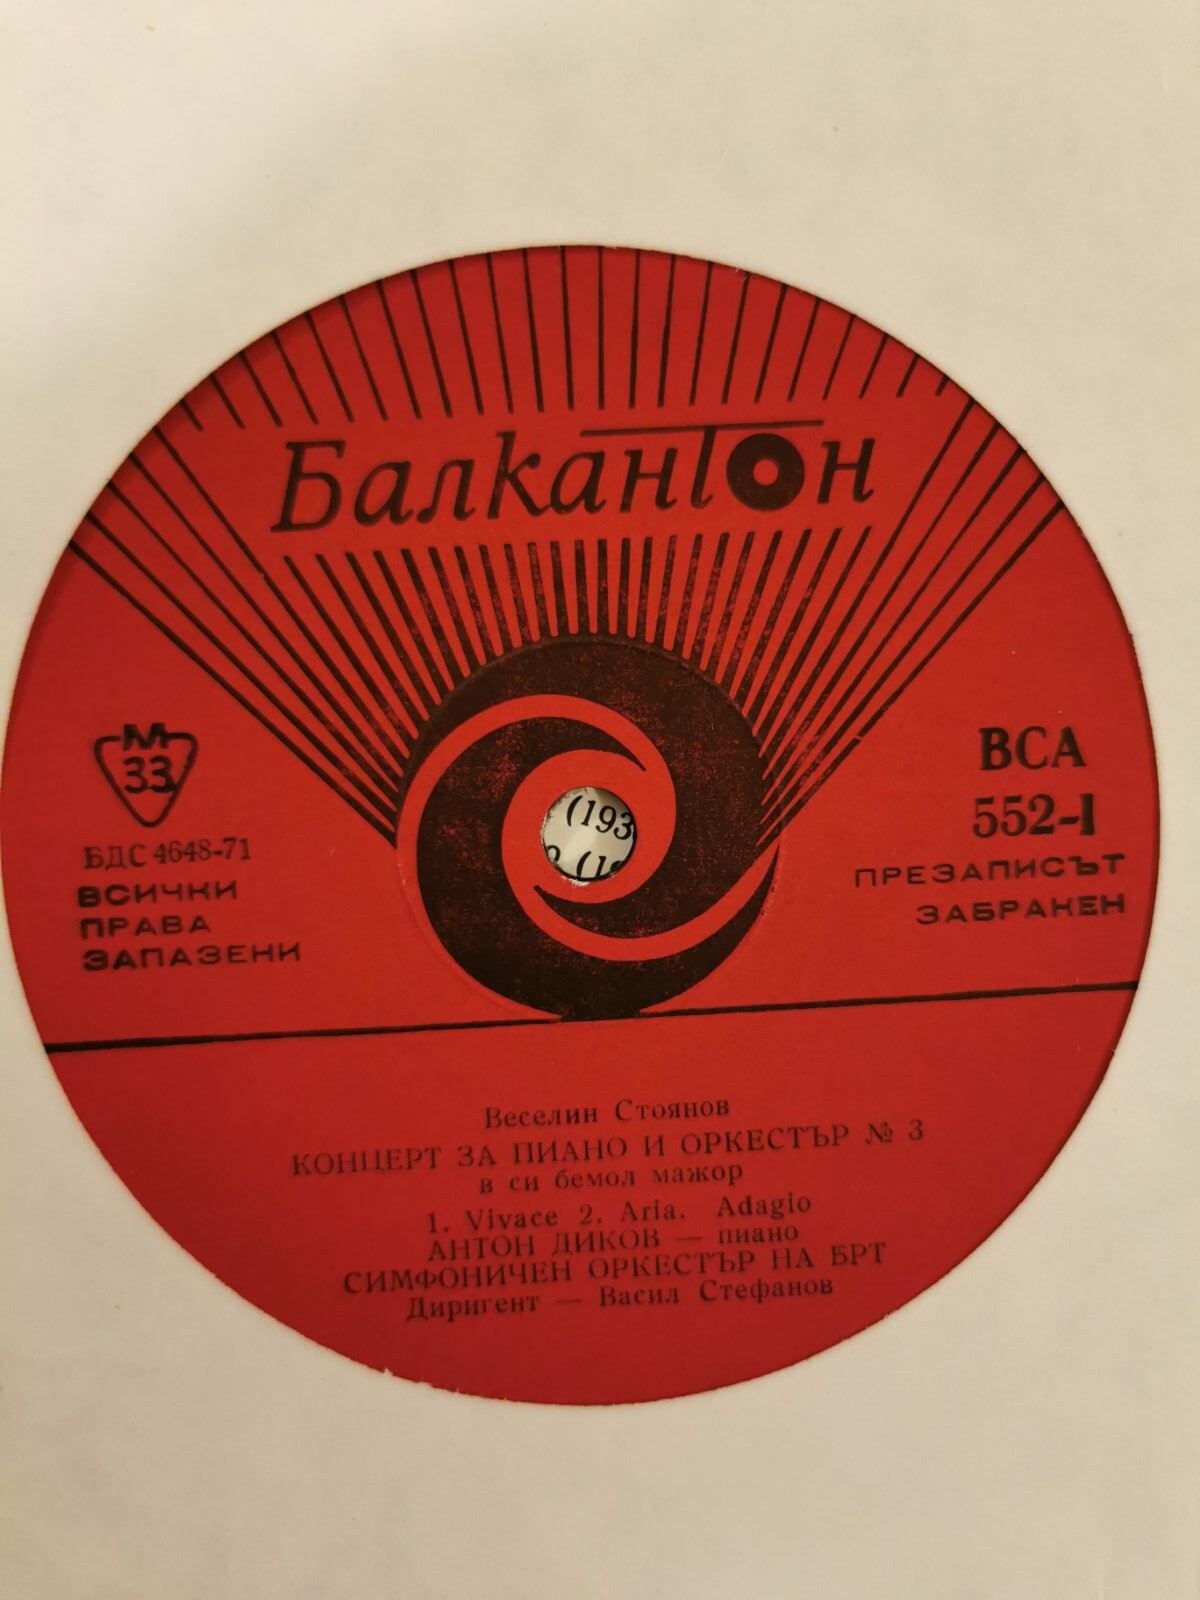 Балкантон
М
33
БДС 4648-71
ВСИЧКИ
ПРАВА
ЗАПАЗЕНИ
ВСА
552-I
ПРЕЗАПИСЪТ
ЗАБРАНЕН
(193
Веселин Стоянов
КОНЦЕРТ ЗА ПИАНО И ОРКЕСТЪР № 3
в си бемол мажор
1. Vivace 2. Aria. Adagio
АНТОН ДИКОВ — пиано
СИМФОНИЧЕН ОРКЕСТЪР НА БРТ
Диригент — Васил Стефанов